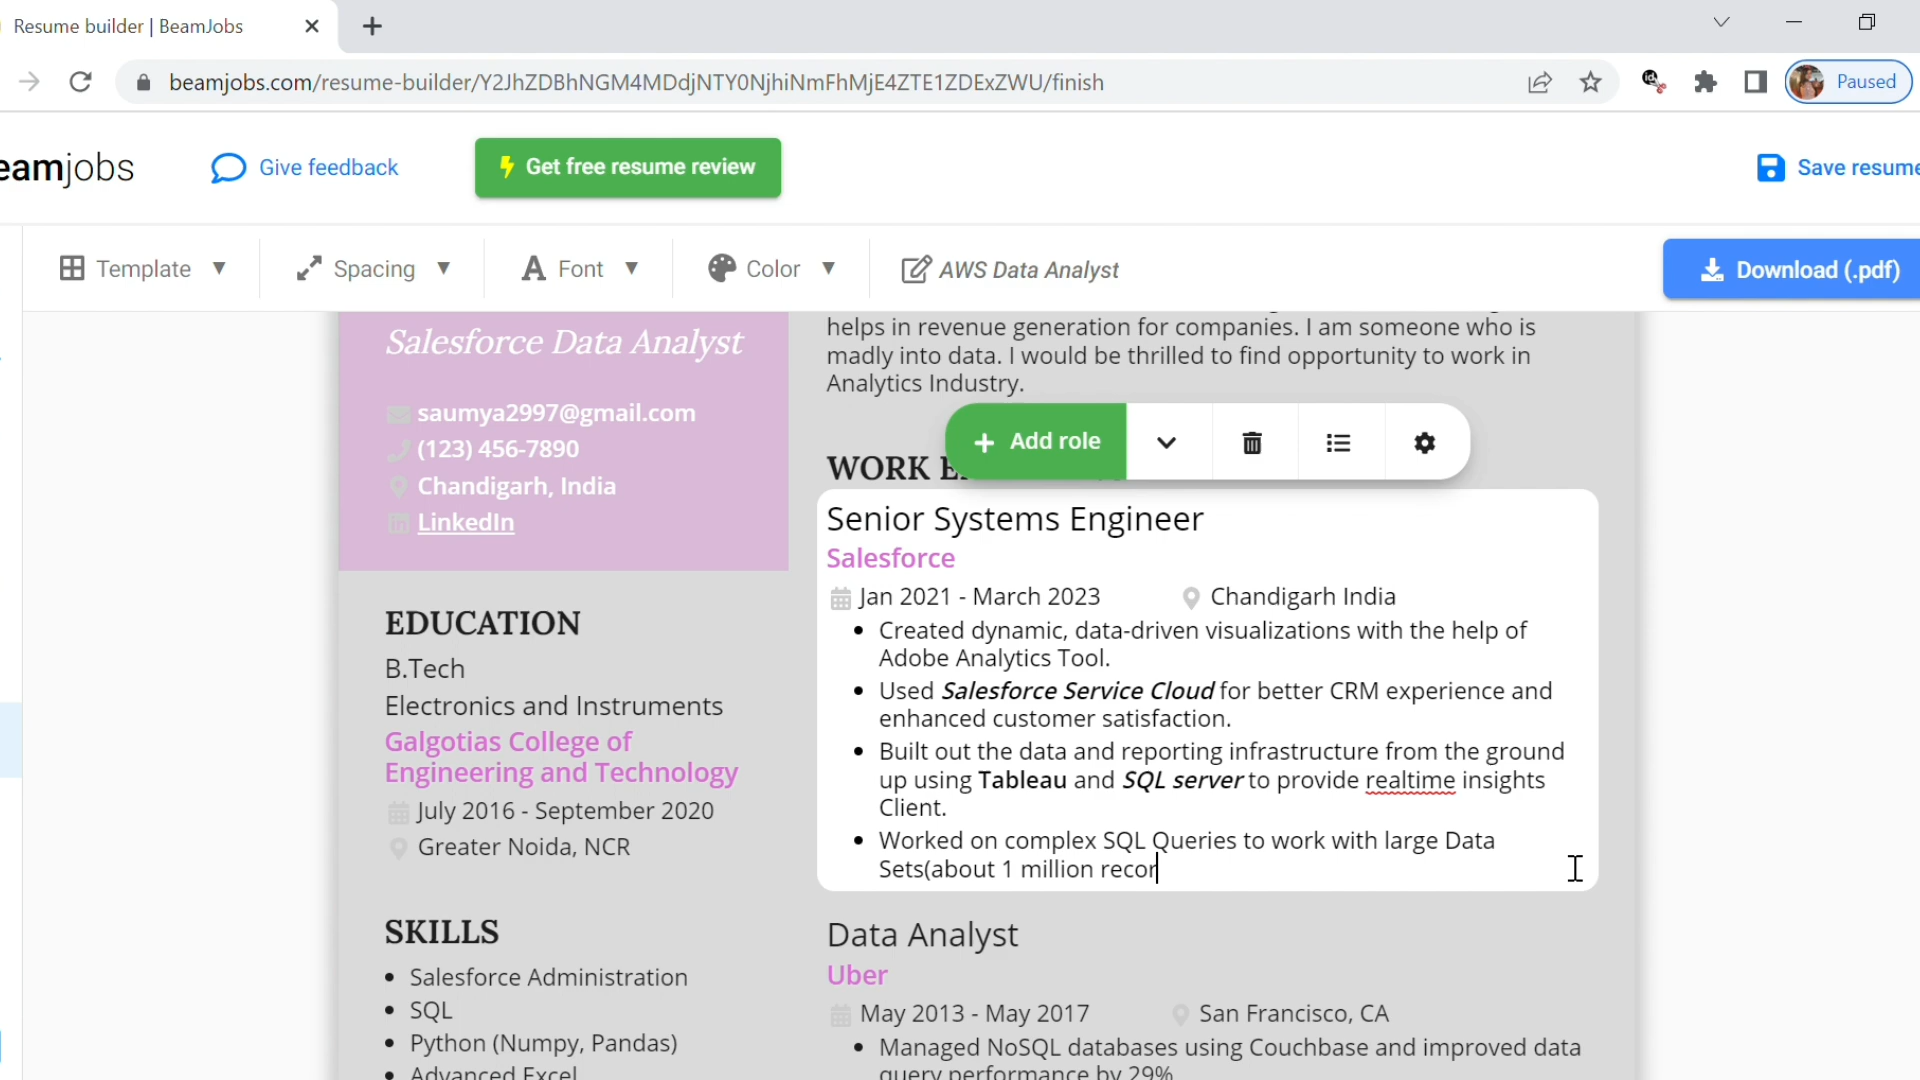 Resume builder | BeamJobs
beamjobs.com/resume-builder/Y2JhZDBhNGM4MDdjNTY0NjhiNmFhMjE4ZTE1ZDExZWU/finish
Paused
eamjobs
Give feedback
Get free resume review
Save resume
Template
Spacing
A Font
Color
AWS Data Analyst
Download (.pdf)
Salesforce Data Analyst
saumya2997@gmail.com
(123) 456-7890
Chandigarh, India
in LinkedIn
EDUCATION
B.Tech
Electronics and Instruments
Galgotias College of
Engineering and Technology
July 2016 - September 2020
Greater Noida, NCR
SKILLS
• Salesforce Administration
• SQL
• Python (Numpy, Pandas)
• Advanced Excel
helps in revenue generation for companies. I am someone who is
madly into data. I would be thrilled to find opportunity to work in
Analytics Industry.
+ Add role
WORK E
Senior Systems Engineer
Salesforce
Jan 2021 - March 2023 Chandigarh India
• Created dynamic, data-driven visualizations with the help of
Adobe Analytics Tool.
• Used Salesforce Service Cloud for better CRM experience and
enhanced customer satisfaction.
• Built out the data and reporting infrastructure from the ground
up using Tableau and SQL server to provide realtime insights
Client.
• Worked on complex SQL Queries to work with large Data
Sets(about 1 million recor
Data Analyst
Uber
May 2013 - May 2017 San Francisco, CA
• Managed NoSQL databases using Couchbase and improved data
query performance by 29%